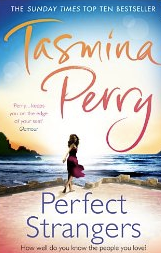 THE SUNDAY TIMES TOP TEN BESTSELLER
Tasmina
Perry
'Perry ... keeps
you on the edge
of your seat'
Glamour
Perfect
Strangers
How well do you know the people you love?